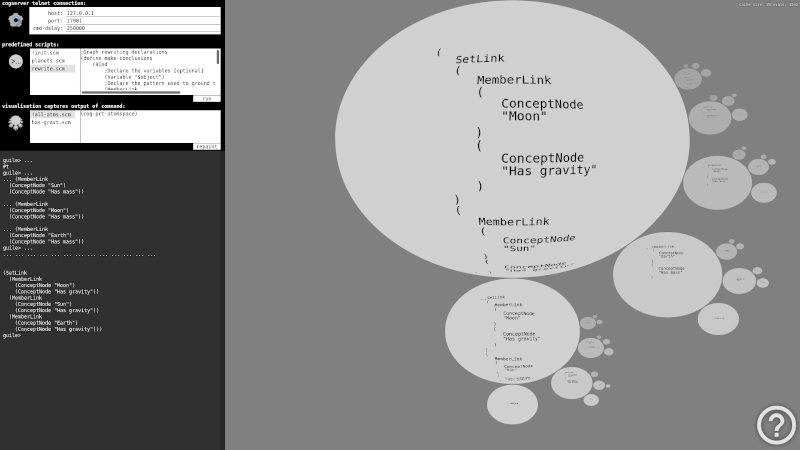 cogserver telnet connection:
host: 127.0.0.1
port: 17001
cmd-delay: 250000
predefined scripts:
!init.scm
planets.scm
rewrite.scm
;Graph rewriting declarations
(define make-conclusions
(Bind
;Declare the variables [optional]
(Variable "$object")
;Declare the pattern used to ground t
run
visualisation captures output of command:
!all-atms.scm
has-gravt.scm
(cog-prt-atomspace)
repaint
guile> ...
#t
guile> ...
... (MemberLink
(ConceptNode "Sun")
(ConceptNode "Has mass"))
... (MemberLink
(ConceptNode "Moon")
(ConceptNode "Has mass"))
... (MemberLink
(ConceptNode "Earth")
(ConceptNode "Has mass"))
guile> ...
... ... ... ... ... ... ... ... ... ... ... ... ...
(SetLink
(MemberLink
(ConceptNode "Moon")
(ConceptNode "Has gravity"))
(MemberLink
(ConceptNode "Sun")
(ConceptNode "Has gravity"))
(MemberLink
(ConceptNode "Earth")
(ConceptNode "Has gravity")))
guile>
(
SetLink
(
MemberLink
(
ConceptNode
"Moon"
)
(
ConceptNode
"Has gravity"
)
)
(
MemberLink
(
ConceptNode
"Sun"
)
(
ConceptNode
"Has gravity"
MemberLink
(
ConceptNode
"Earth"
)
(
ConceptNode
"Has mass"
)
SetLink
(
MemberLink
(
ConceptNode
"Moon"
)
(
ConceptNode
"Has gravity"
)
)
(
MemberLink
(
ConceptNode
"Sun"
)
?